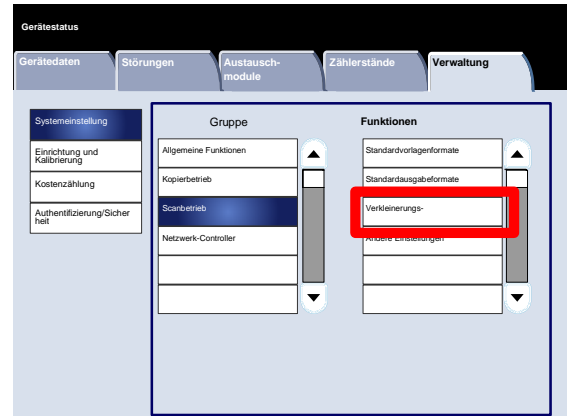 Gerätestatus
Gerätedaten
Störungen
Austausch-
module
Zählerstände
Verwaltung
Systemeinstellung
Einrichtung und
Kalibrierung
Kostenzählung
Authentifizierung/Sicher
heit
Gruppe
Allgemeine Funktionen
Kopierbetrieb
Scanbetrieb
Netzwerk-Controller
Funktionen
Standardvorlagenformate
Standardausgabeformate
Verkleinerungs-
Andere Einstellungen